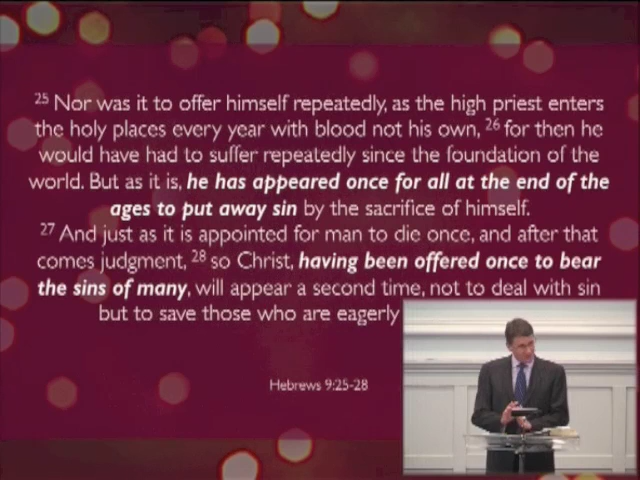 25 Nor was it to offer himself repeatedly, as the high priest enters
the holy places every year with blood not his own, 26 for then he
would have had to suffer repeatedly since the foundation of the
world. But as it is, he has appeared once for all at the end of the
ages to put away sin by the sacrifice of himself.
27 And just as it is appointed for man to die once, and after that
comes judgment, 28 so Christ, having been offered once to bear
the sins of many, will appear a second time, not to deal with sin
but to save those who are eagerly
Hebrews 9:25-28